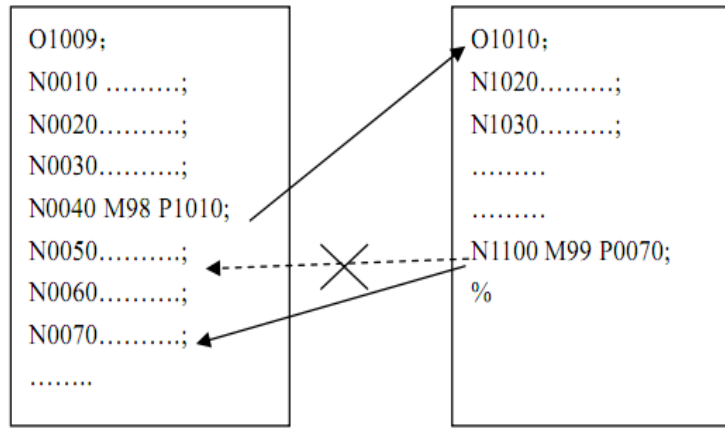 O1009;
N0010 ………;
N0020……….;
N0030……….;
N0040 M98 P1010;
N0050……….;
N0060……….;
N0070……….;
……..
O1010;
N1020………;
N1030………;
………
………
N1100 M99 P0070;
%